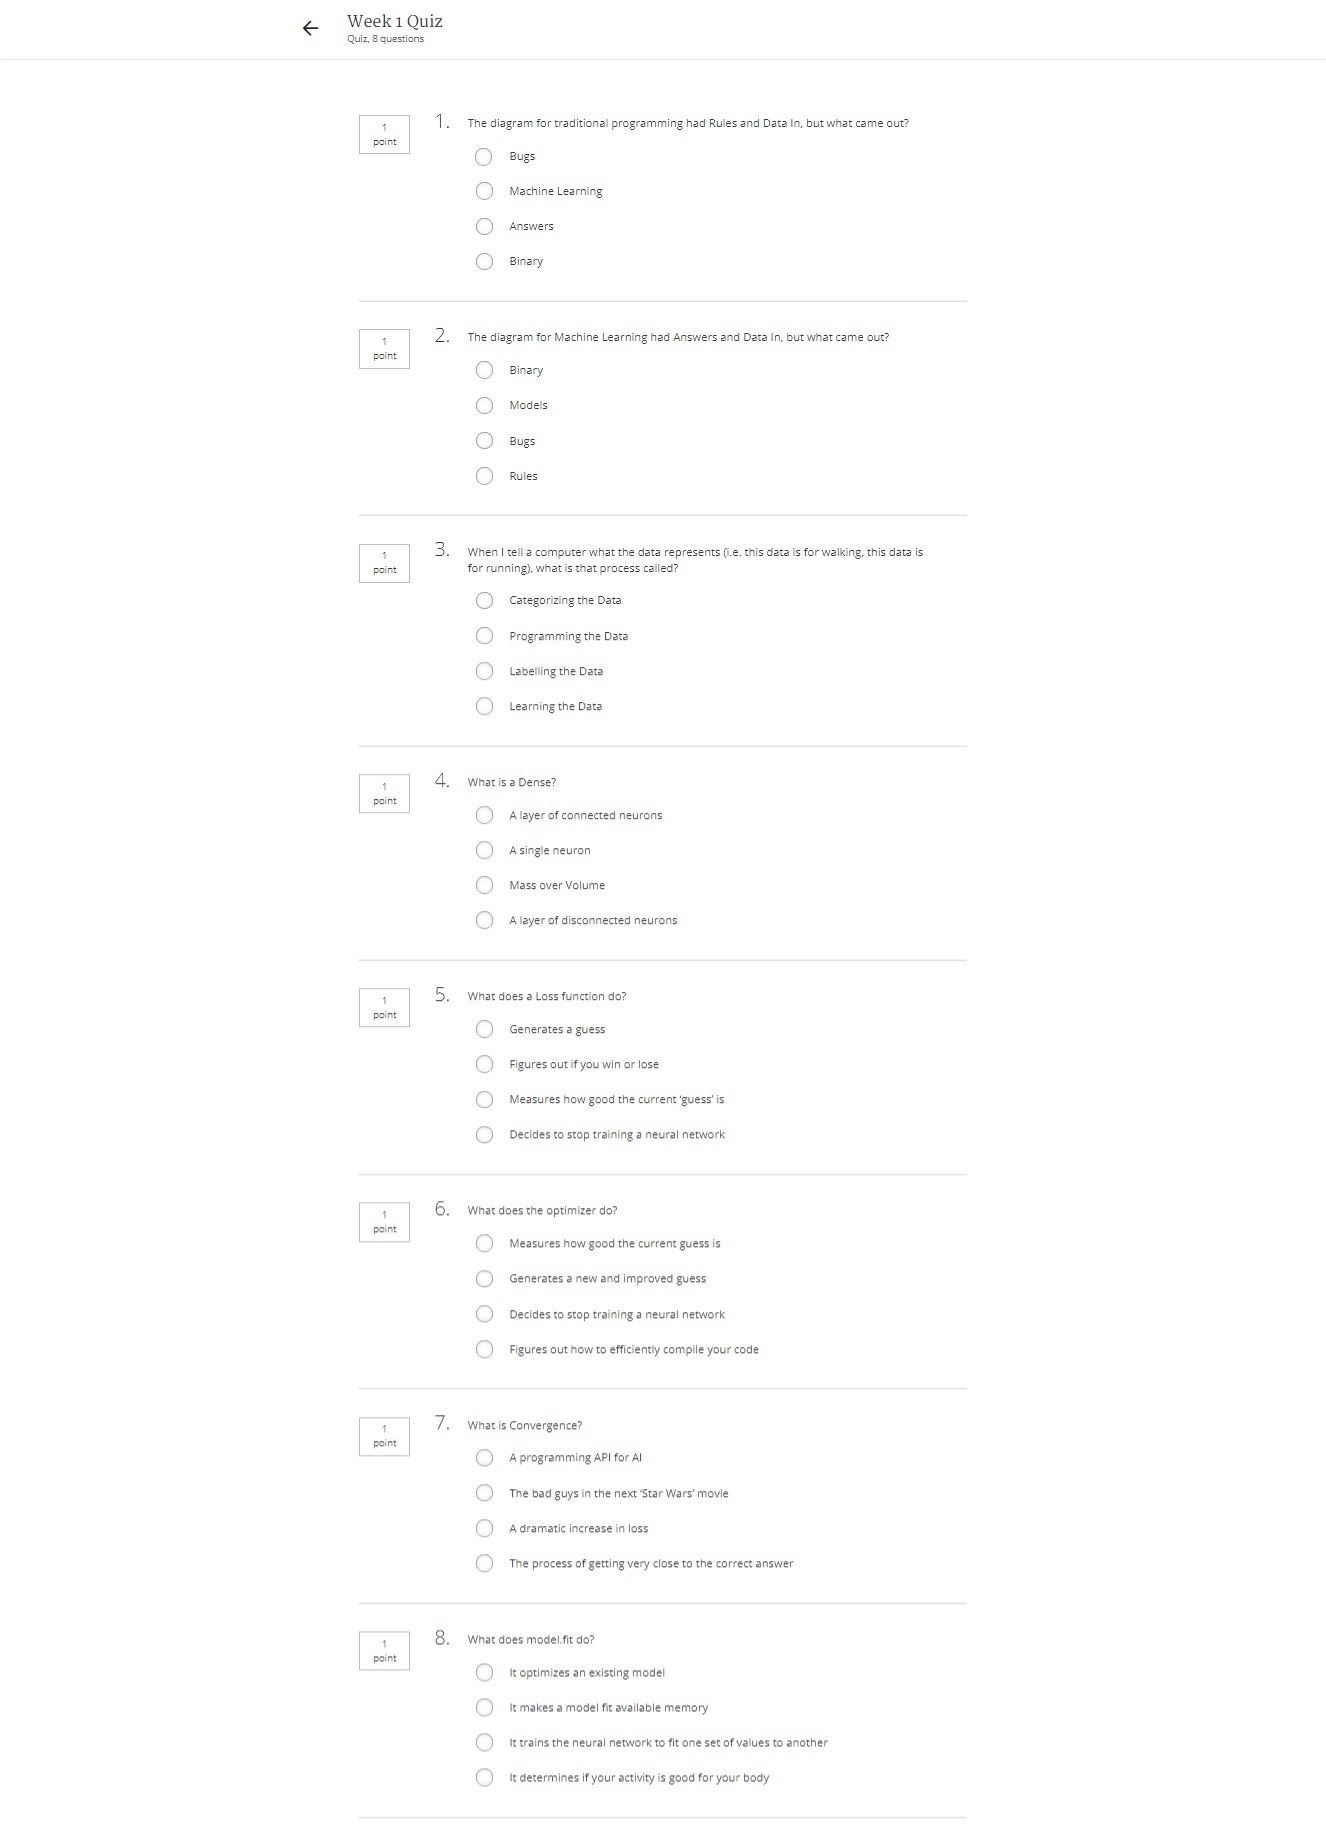 Week 1 Quiz
Quiz, 8 questions
1
point
1. The diagram for traditional programming had Rules and Data In, but what came out?
Bugs
Machine Learning
Answers
Binary
1
point
2. The diagram for Machine Learning had Answers and Data In, but what came out?
Binary
Models
Bugs
Rules
1
point
3. When I tell a computer what the data represents (i.e. this data is for walking, this data is
for running), what is that process called?
Categorizing the Data
Programming the Data
Labelling the Data
Learning the Data
1
point
4. What is a Dense?
A layer of connected neurons
A single neuron
Mass over Volume
A layer of disconnected neurons
1
point
5. What does a Loss function do?
Generates a guess
Figures out if you win or lose
Measures how good the current ‘guess’ is
Decides to stop training a neural network
1
point
6. What does the optimizer do?
Measures how good the current guess is
Generates a new and improved guess
Decides to stop training a neural network
Figures out how to efficiently compile your code
1
point
7. What is Convergence?
A programming API for AI
The bad guys in the next ‘Star Wars’ movie
A dramatic increase in loss
The process of getting very close to the correct answer
1
point
8. What does model.fit do?
It optimizes an existing model
It makes a model fit available memory
It trains the neural network to fit one set of values to another
It determines if your activity is good for your body